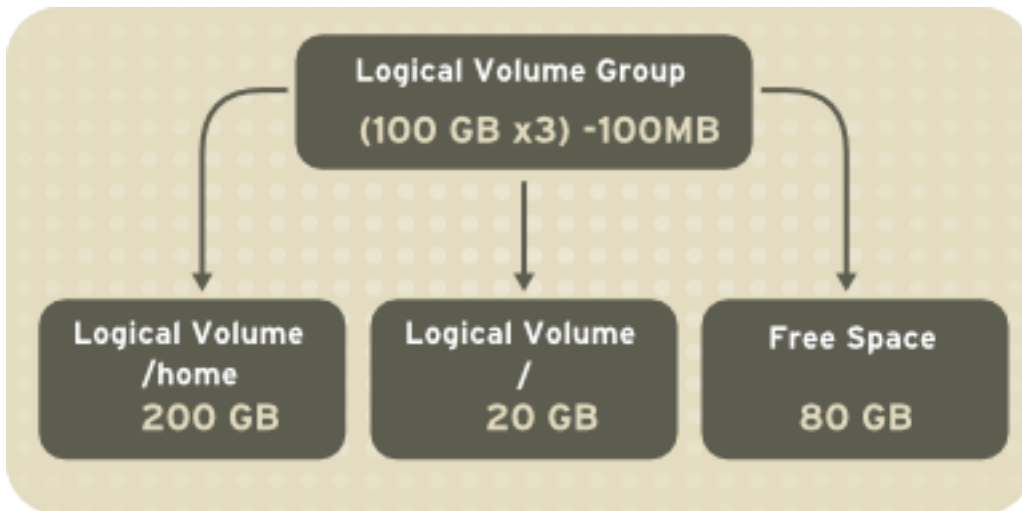 Logical Volume Group
(100 GB x3) -100MB
Logical Volume
/home
200 GB
Logical Volume
/
20 GB
Free Space
80 GB